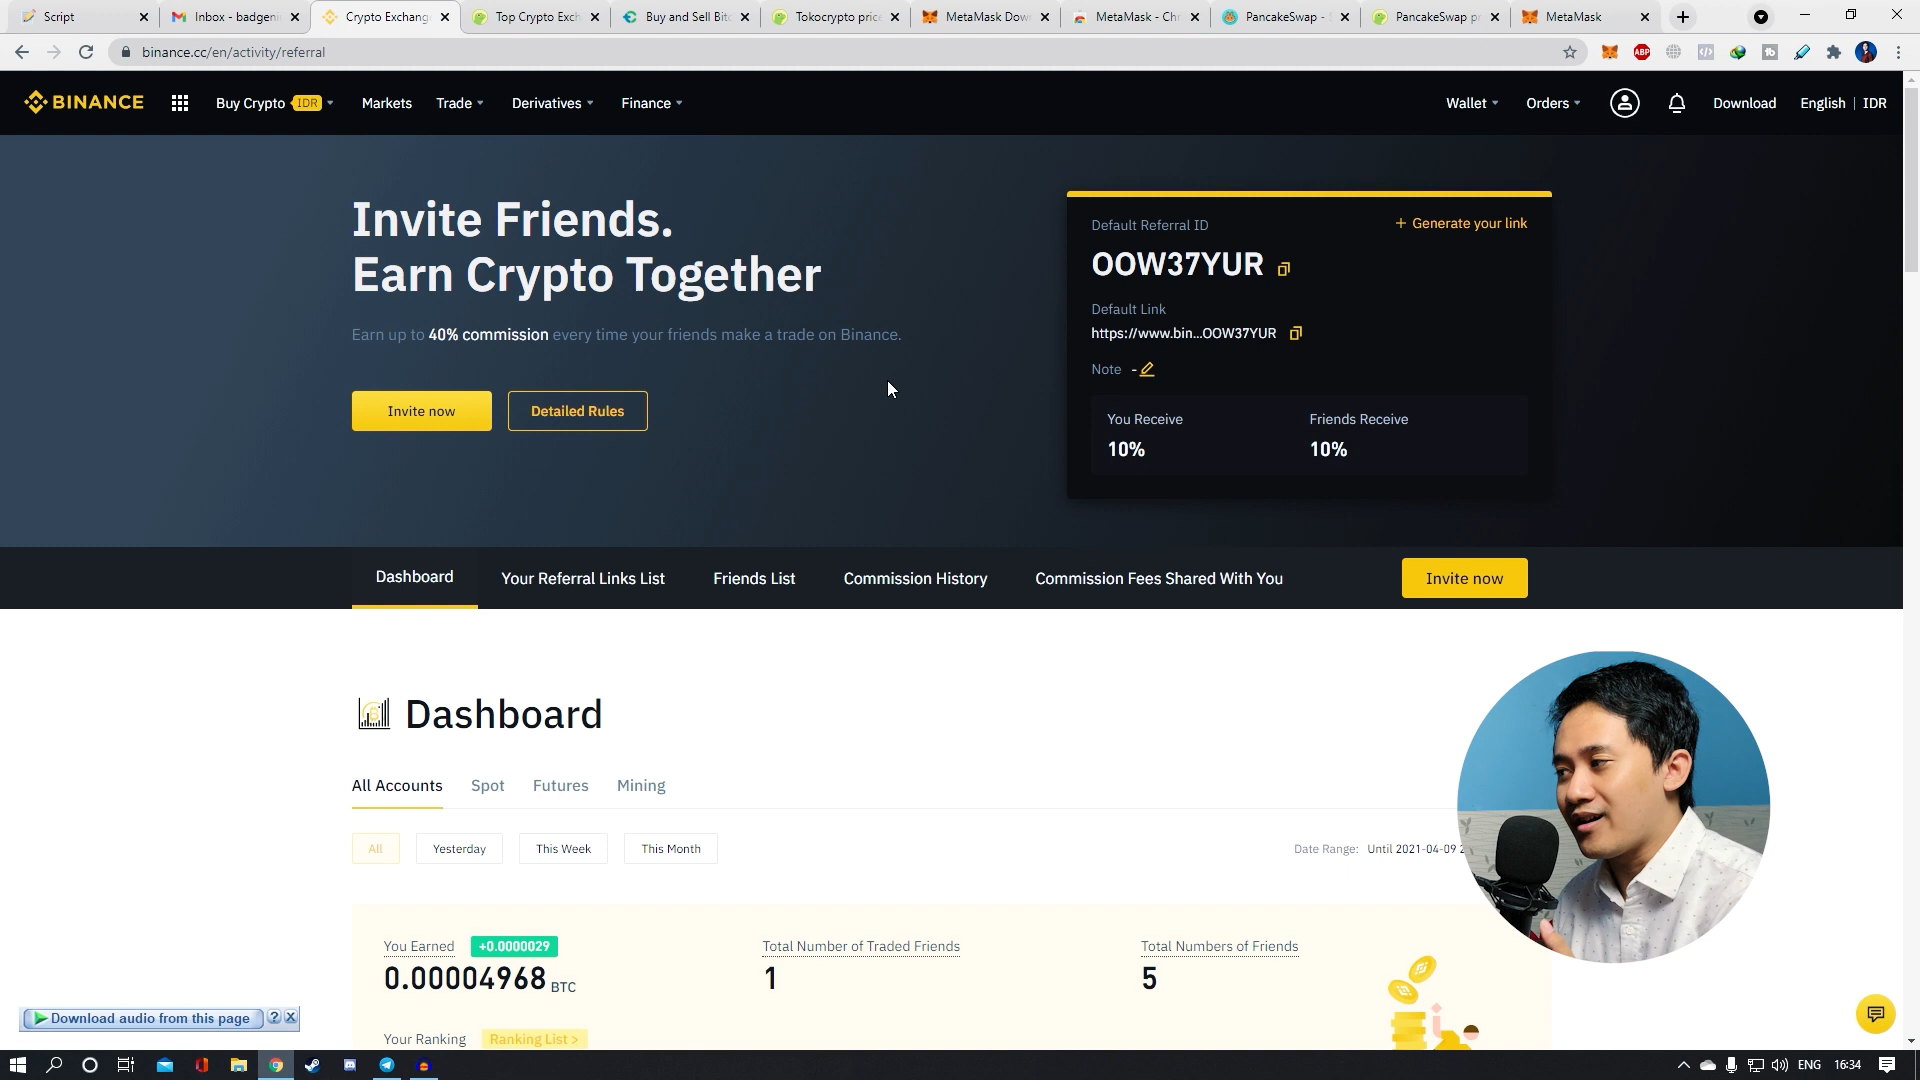 Script
Inbox - badgeni
Crypto Exchang
Top Crypto Exch
Buy and Sell Bit
Tokocrypto price
MetaMask Dow
MetaMask - Ch
PancakeSwap -
PancakeSwap p
MetaMask
binance.cc/en/activity/referral
ABP
BINANCE
Buy Crypto IDR
Markets
Trade
Derivatives
Finance
Wallet
Orders
Download
English | IDR
Invite Friends.
Earn Crypto Together
Earn up to 40% commission every time your friends make a trade on Binance.
Invite now
Detailed Rules
Default Referral ID
+ Generate your link
OOW37YUR
Default Link
https://www.bin...OOW37YUR
Note -
You Receive
Friends Receive
10%
10%
Dashboard
Your Referral Links List
Friends List
Commission History
Commission Fees Shared With You
Invite now
Dashboard
All Accounts
Spot
Futures
Mining
All
Yesterday
This Week
This Month
Date Range: Until 2021-04-09
You Earned +0.0000029
0.00004968 BTC
Total Number of Traded Friends
1
Total Numbers of Friends
5
Your Ranking Ranking List >
Download audio from this page ? X
ENG
16:34